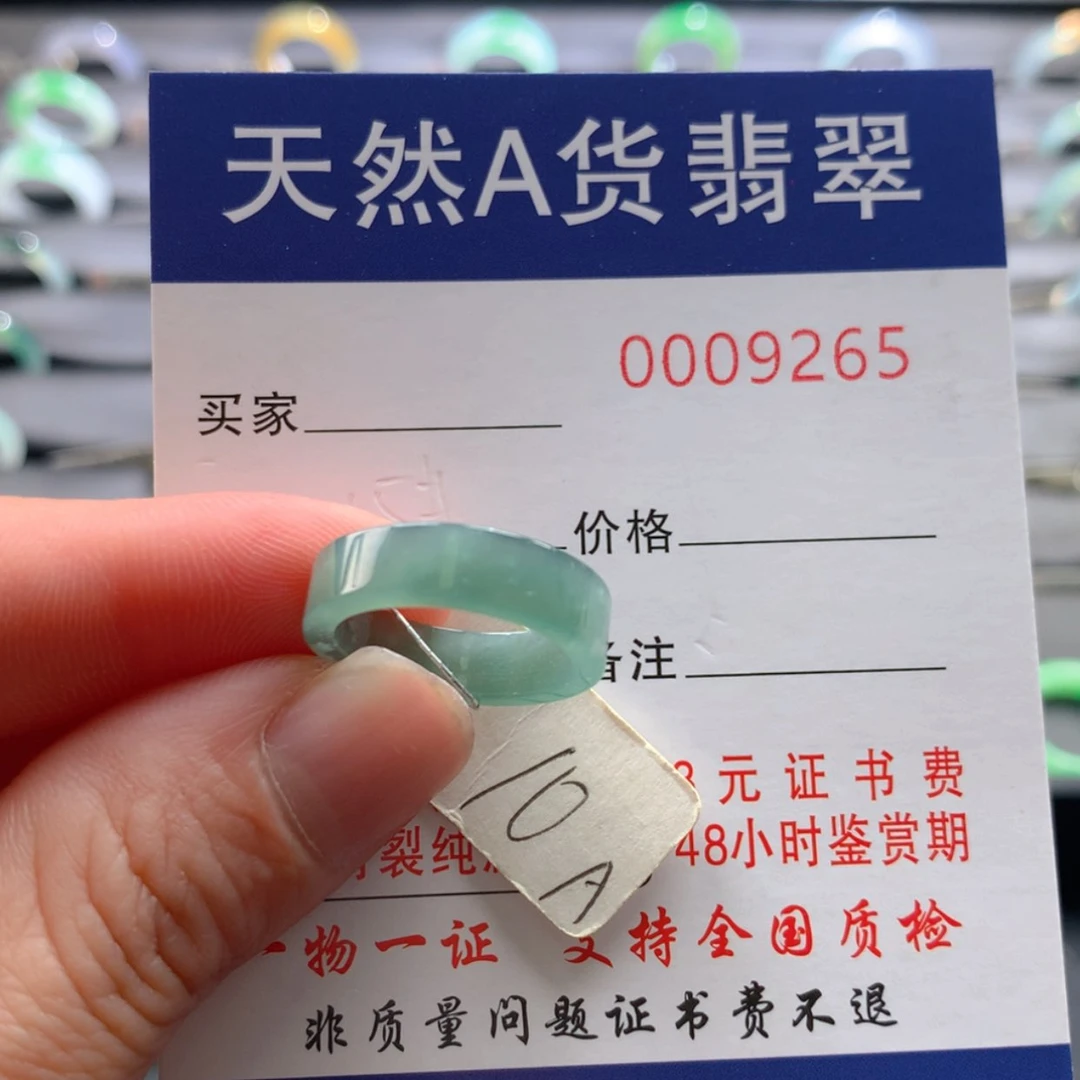 天然A货翡翠
0009265
买家
价格
备注
元证书费
裂纯 48小时鉴赏期
10A
物一证 支持全国质检
非质量问题证书费不退